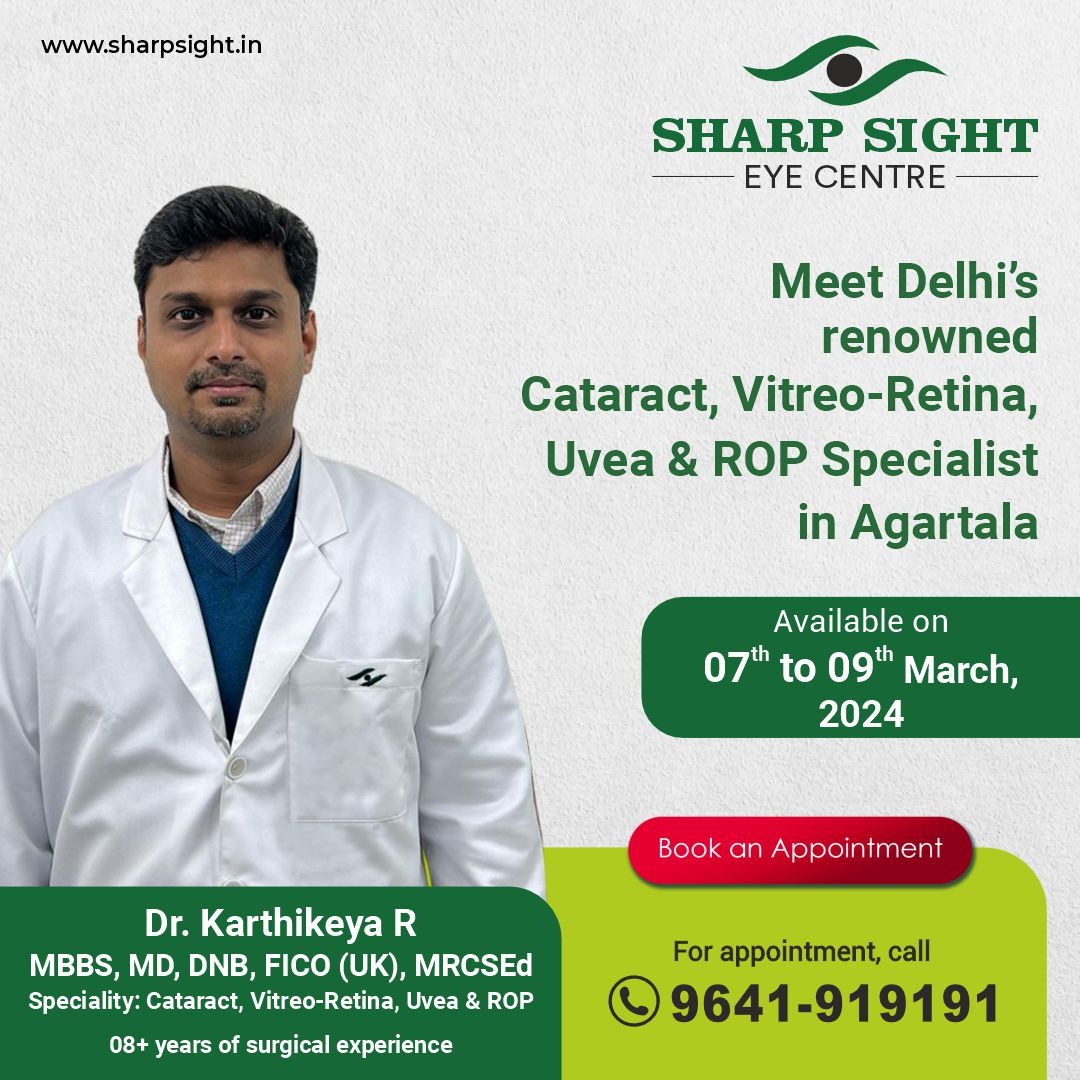 www.sharpsight.in
SHARP SIGHT
EYE CENTRE
Meet Delhi’s
renowned
Cataract, Vitreo-Retina,
Uvea & ROP Specialist
in Agartala
Available on
07th to 09th March,
2024
Book an Appointment
For appointment, call
9641-919191
Dr. Karthikeya R
MBBS, MD, DNB, FICO (UK), MRCSEd
Speciality: Cataract, Vitreo-Retina, Uvea & ROP
08+ years of surgical experience